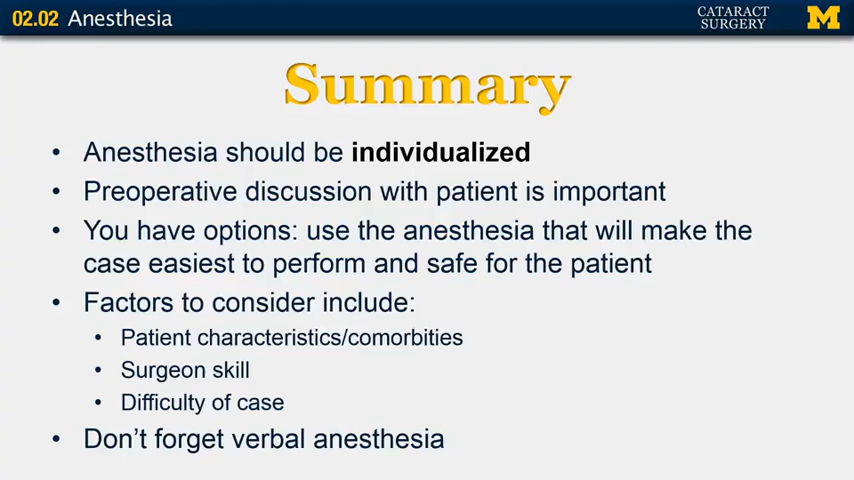 02.02 Anesthesia
CATARACT
SURGERY
M
Summary
• Anesthesia should be individualized
• Preoperative discussion with patient is important
• You have options: use the anesthesia that will make the
case easiest to perform and safe for the patient
• Factors to consider include:
• Patient characteristics/comorbities
• Surgeon skill
• Difficulty of case
• Don't forget verbal anesthesia